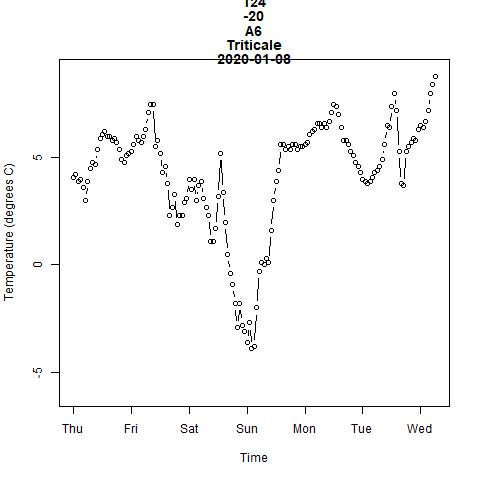 124
-20
A6
Triticale
2020-01-08
Temperature (degrees C)
5
0
-5
Thu Fri Sat Sun Mon Tue Wed
Time